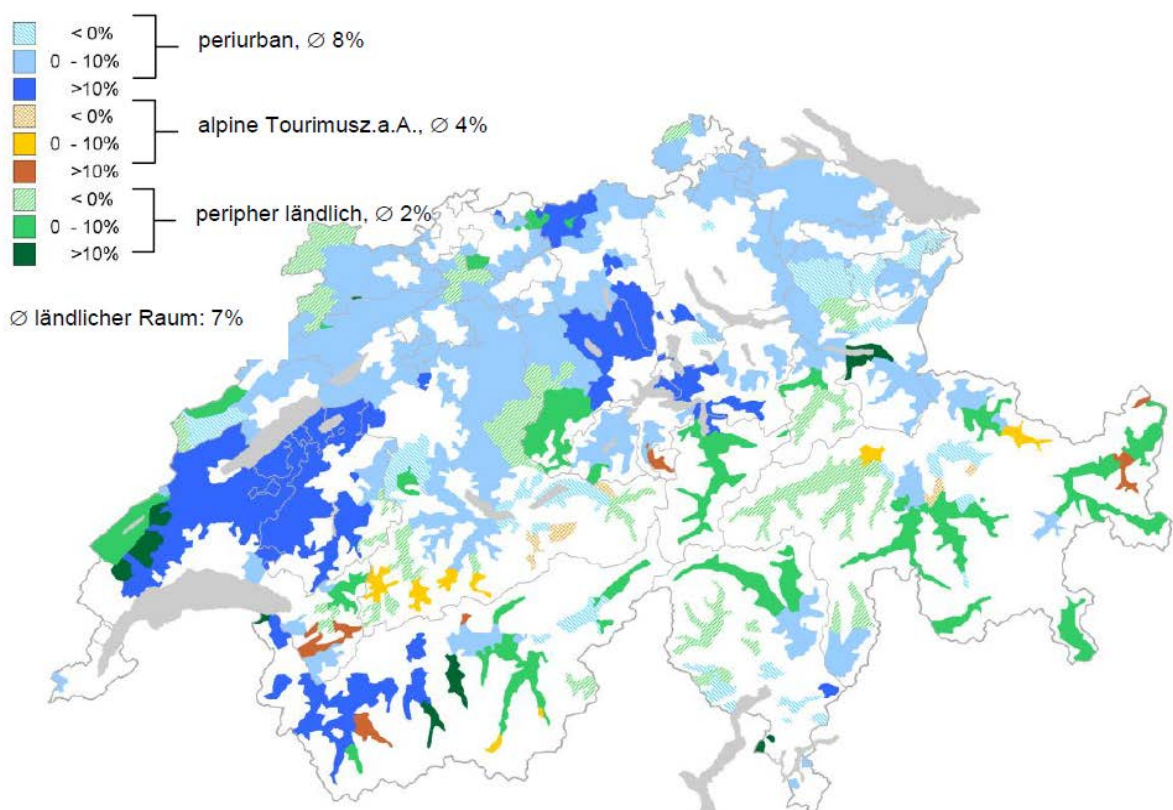 < 0%
0 - 10%
>10%
periurban, ∅ 8%
< 0%
0 - 10%
>10%
alpine Tourimusz.a.A., ∅ 4%
< 0%
0 - 10%
>10%
peripher ländlich, ∅ 2%
∅ ländlicher Raum: 7%